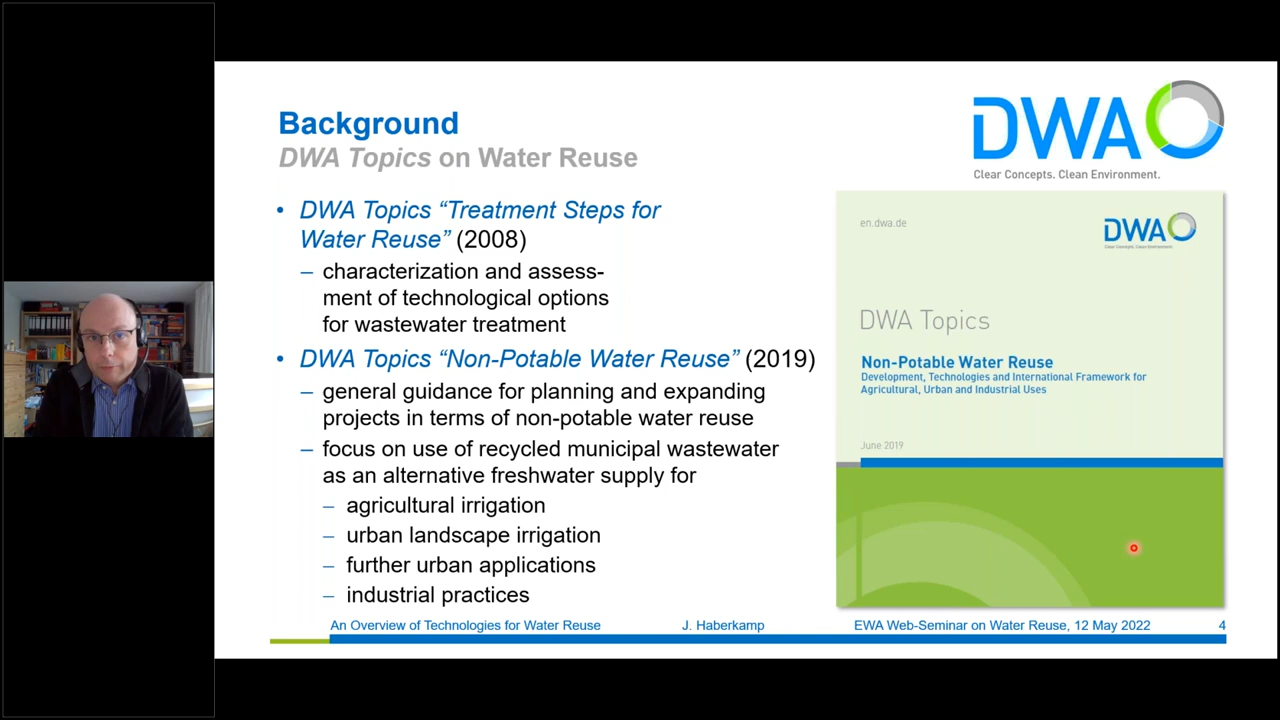 Background
DWA Topics on Water Reuse
DWA
Clear Concepts. Clean Environment.
• DWA Topics “Treatment Steps for
Water Reuse” (2008)
– characterization and assess-
ment of technological options
for wastewater treatment
• DWA Topics “Non-Potable Water Reuse” (2019)
– general guidance for planning and expanding
projects in terms of non-potable water reuse
– focus on use of recycled municipal wastewater
as an alternative freshwater supply for
– agricultural irrigation
– urban landscape irrigation
– further urban applications
– industrial practices
en.dwa.de
DWA
Clear Concepts. Clean Environment.
DWA Topics
Non-Potable Water Reuse
Development, Technologies and International Framework for
Agricultural, Urban and Industrial Uses
June 2019
An Overview of Technologies for Water Reuse J. Haberkamp EWA Web-Seminar on Water Reuse, 12 May 2022 4